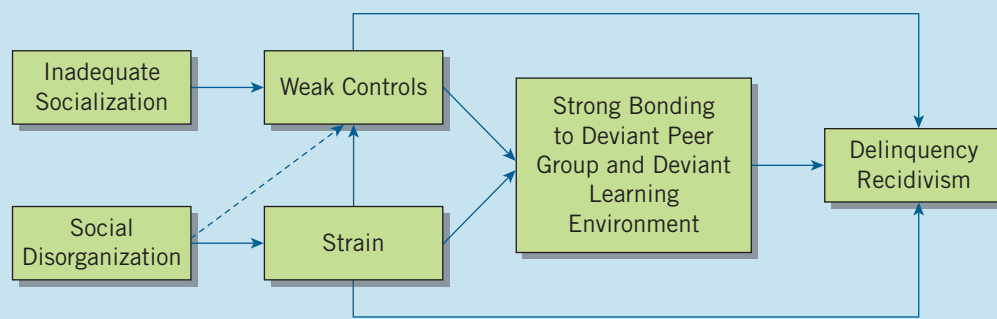 Inadequate
Socialization
Weak Controls
Strong Bonding
to Deviant Peer
Group and Deviant
Learning
Environment
Delinquency
Recidivism
Social
Disorganization
Strain